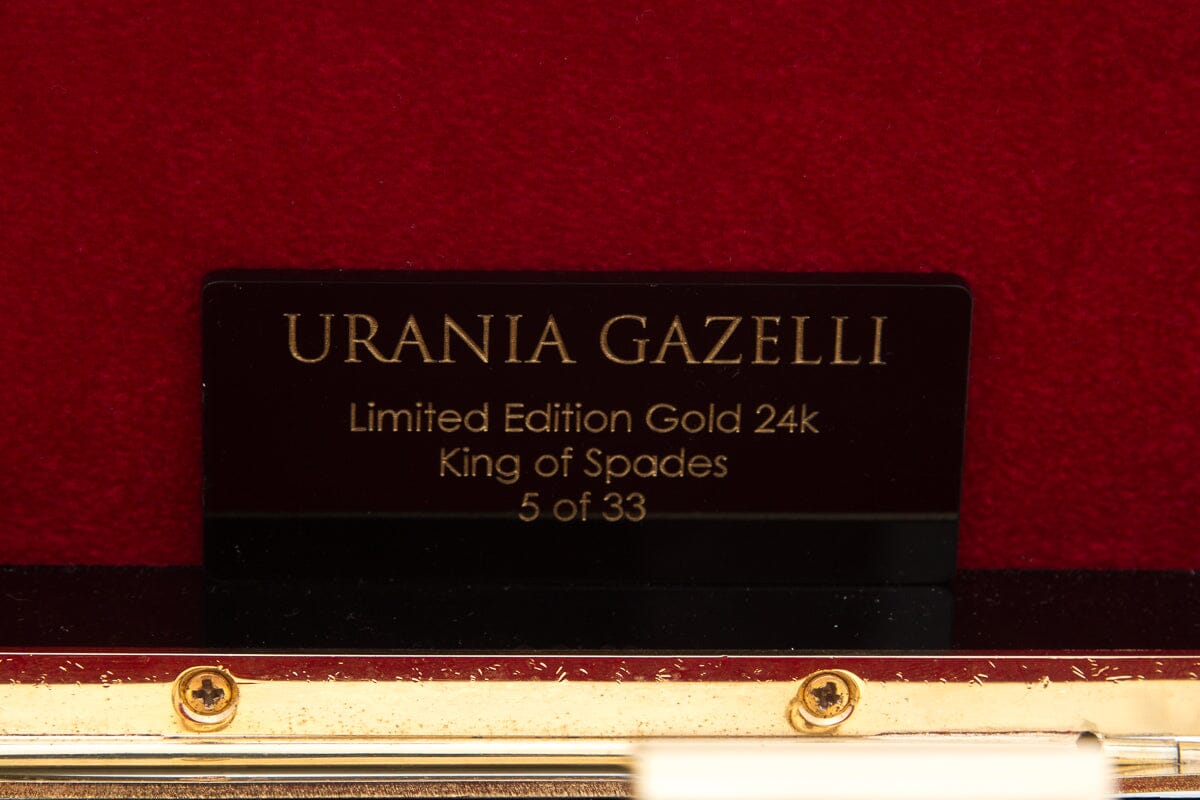 URANIA GAZELLI
Limited Edition Gold 24k
King of Spades
5 of 33